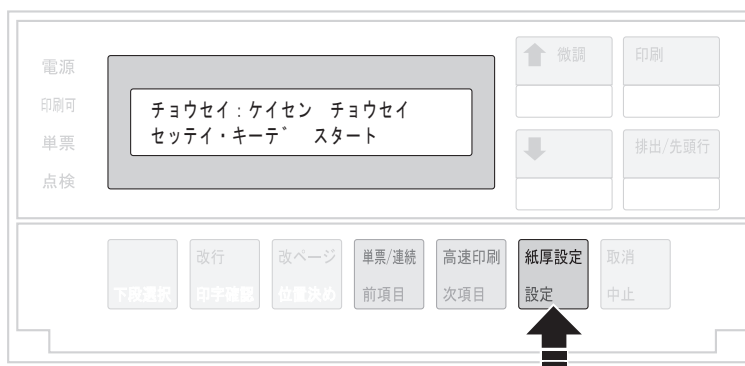 電源
印刷可
単票
点検
チョウセイ:ケイセン チョウセイ
セッテイ・キーデ スタート
微調
印刷
排出/先頭行
下段選択
改行
印字確認
改ページ
位置決め
単票/連続
前項目
高速印刷
次項目
紙厚設定
設定
取消
中止